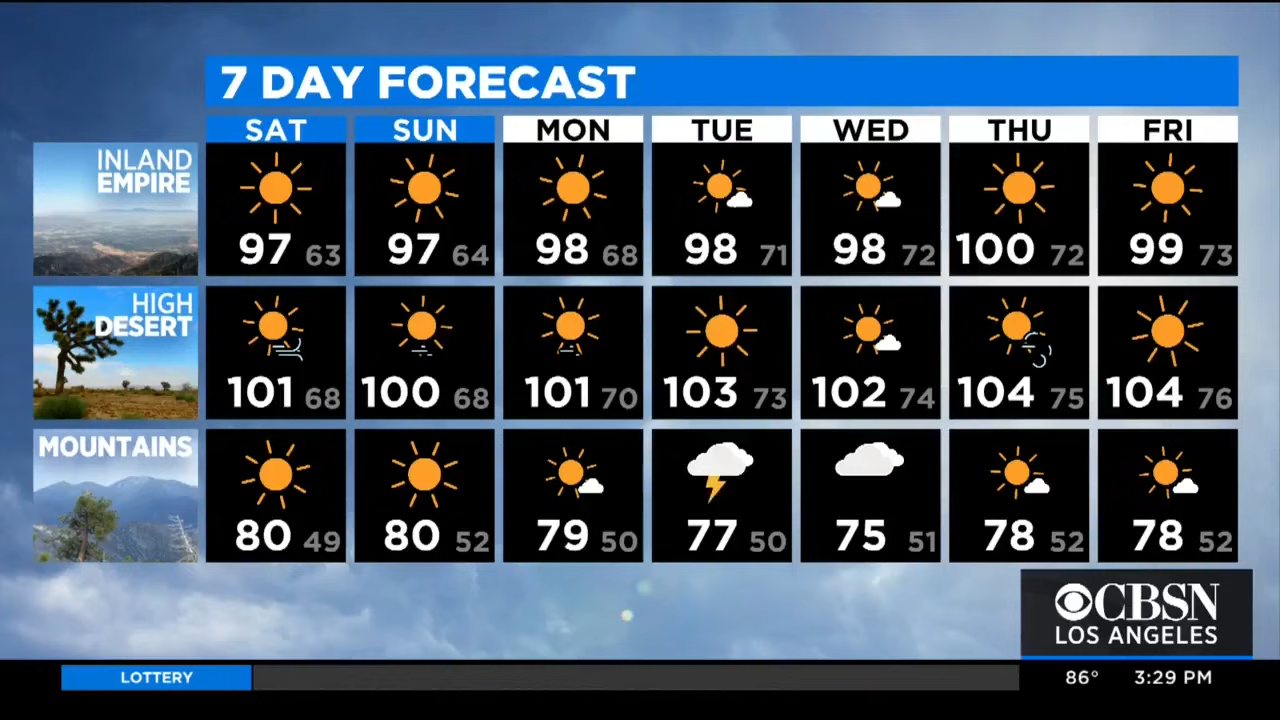 7 DAY FORECAST
SAT SUN MON TUE WED THU FRI
INLAND
EMPIRE
97 63 97 64 98 68 98 71 98 72 100 72 99 73
HIGH
DESERT
101 68 100 68 101 70 103 73 102 74 104 75 104 76
MOUNTAINS
80 49 80 52 79 50 77 50 75 51 78 52 78 52
CBSN
LOS ANGELES
LOTTERY 86° 3:29 PM